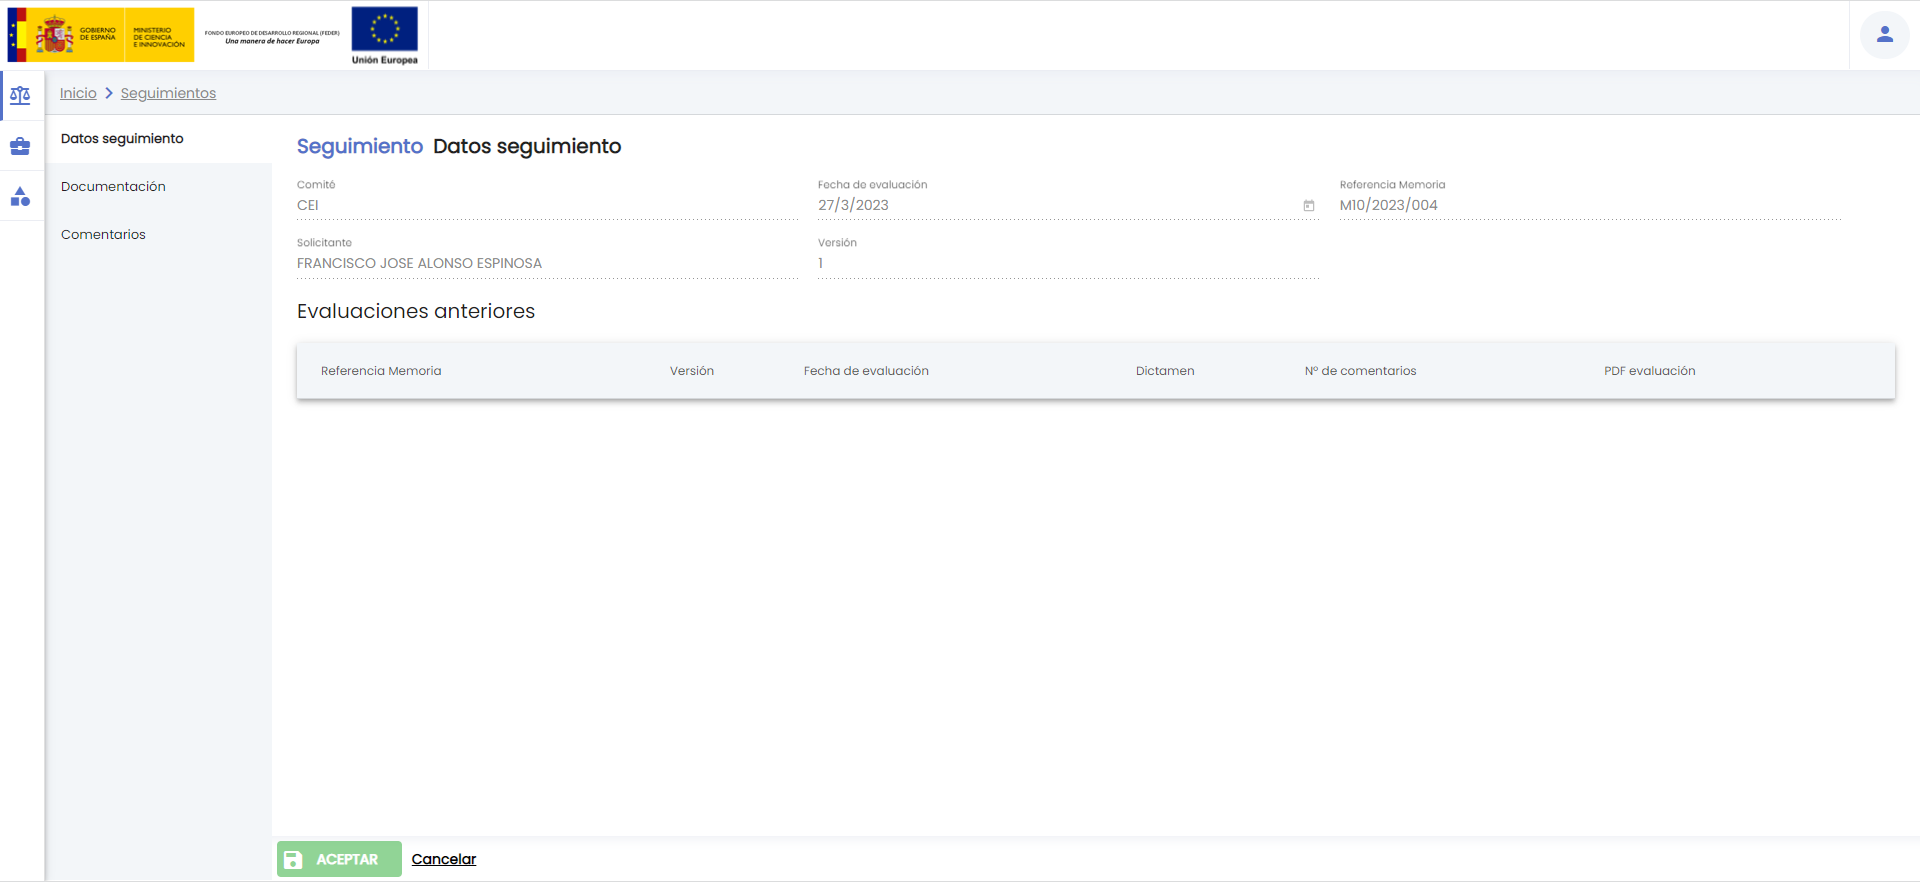 GOBIERNO
DE ESPAÑA
MINISTERIO
DE CIENCIA
E INNOVACIÓN
FONDO EUROPEO DE DESARROLLO REGIONAL (FEDER)
Una manera de hacer Europa
Unión Europea
Inicio
Seguimientos
Datos seguimiento
Documentación
Comentarios
Seguimiento Datos seguimiento
Comité
CEI
Fecha de evaluación
27/3/2023
Referencia Memoria
M10/2023/004
Solicitante
FRANCISCO JOSE ALONSO ESPINOSA
Versión
1
Evaluaciones anteriores
Referencia Memoria Versión Fecha de evaluación Dictamen Nº de comentarios PDF evaluación
ACEPTAR Cancelar